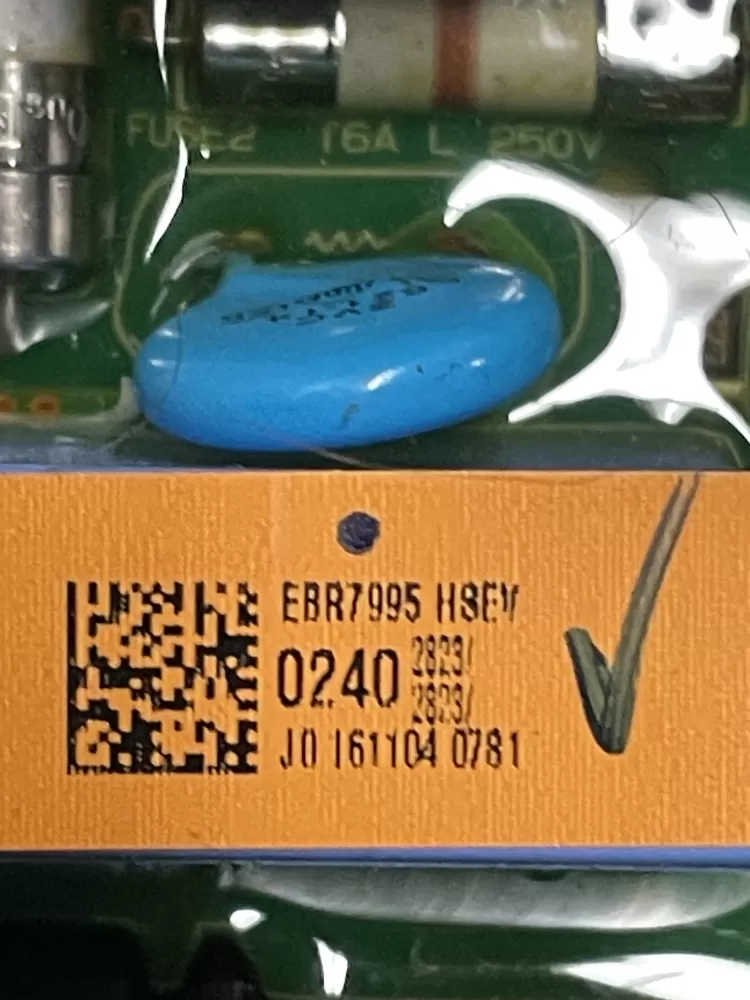 FUSE2 T6A L 250V
EBR7995 HSEV
0240 2823/
2823/
J0 161104 0781